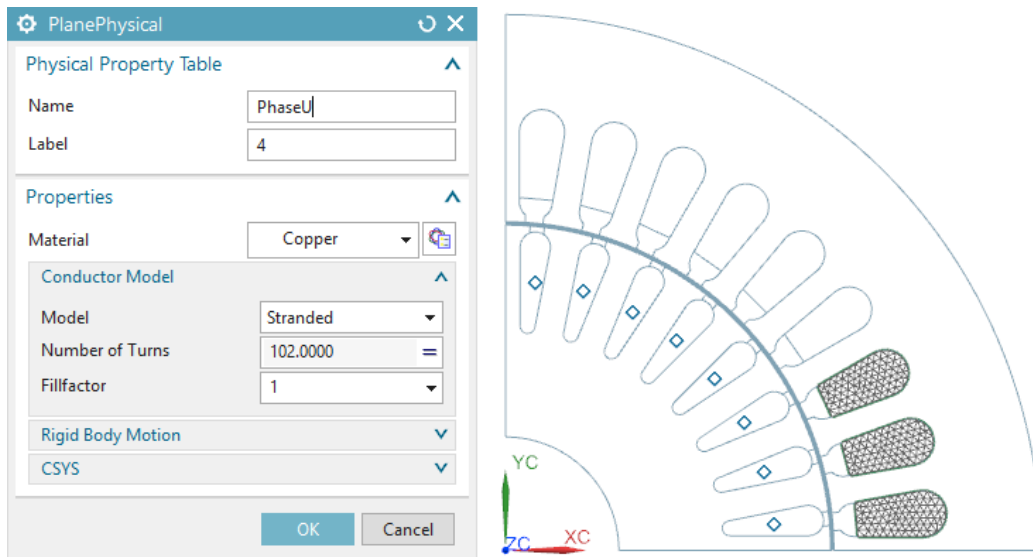 PlanePhysical
Physical Property Table
Name PhaseU
Label 4
Properties
Material Copper
Conductor Model
Model Stranded
Number of Turns 102.0000 =
Fillfactor 1
Rigid Body Motion
CSYS
OK Cancel
YC
ZC XC